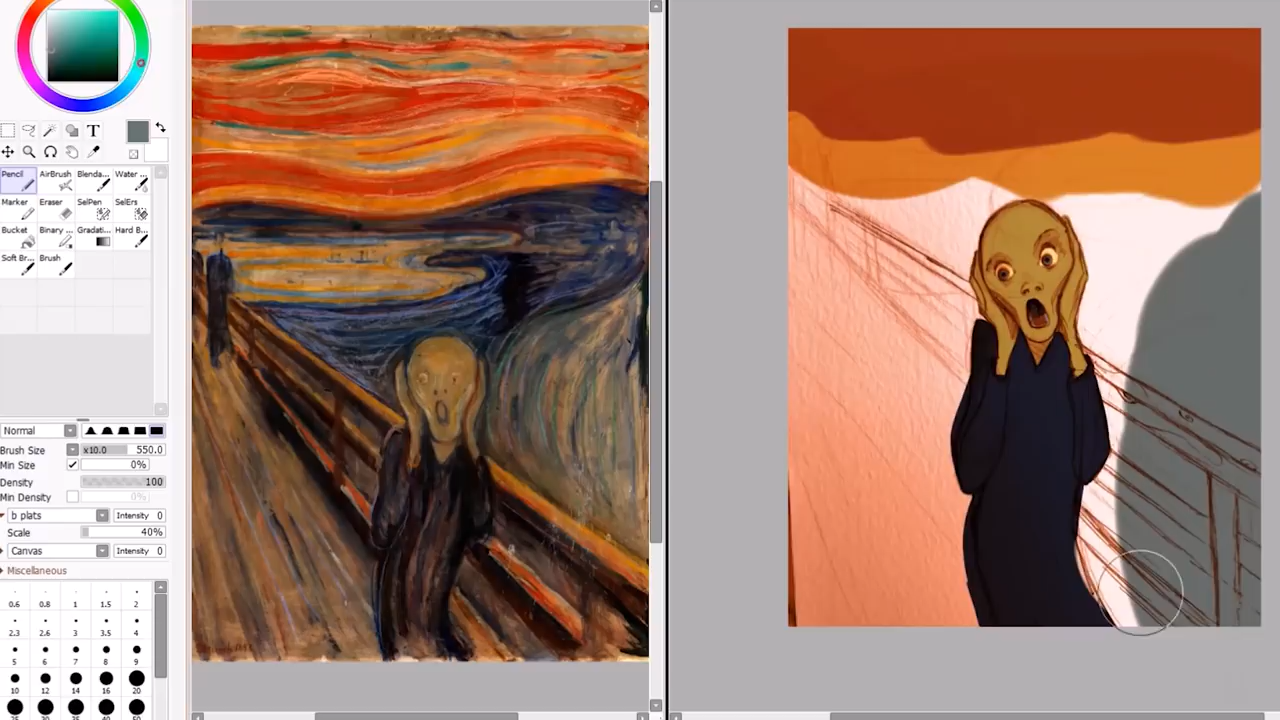 T
Pencil AirBrush Blenda... Water ...
Marker Eraser SelPen SelErs
Bucket Binary ... Gradati... Hard B...
Soft Br... Brush
Normal
Brush Size x10.0 550.0
Min Size 0%
Density 100
Min Density 0%
b plats Intensity 0
Scale 40%
Canvas Intensity 0
Miscellaneous
0.6 0.8 1 1.5 2
2.3 2.6 3 3.5 4
5 6 7 8 9
10 12 14 16 20